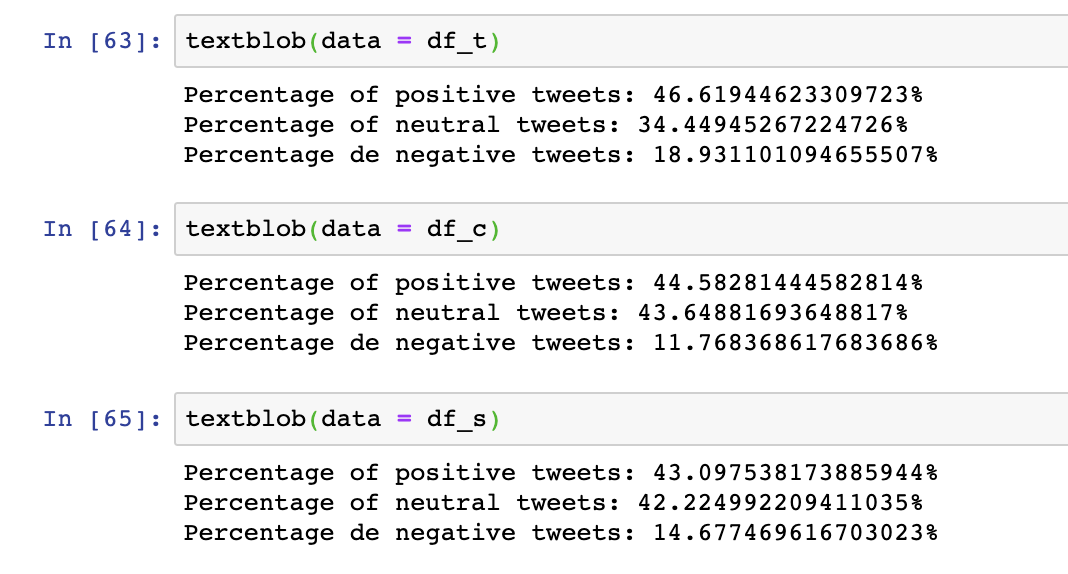 In [63]: textblob(data = df_t)
Percentage of positive tweets: 46.61944623309723%
Percentage of neutral tweets: 34.44945267224726%
Percentage de negative tweets: 18.931101094655507%
In [64]: textblob(data = df_c)
Percentage of positive tweets: 44.582814444582814%
Percentage of neutral tweets: 43.64881693648817%
Percentage de negative tweets: 11.768368617683686%
In [65]: textblob(data = df_s)
Percentage of positive tweets: 43.097538173885944%
Percentage of neutral tweets: 42.224992209411035%
Percentage de negative tweets: 14.677469616703023%